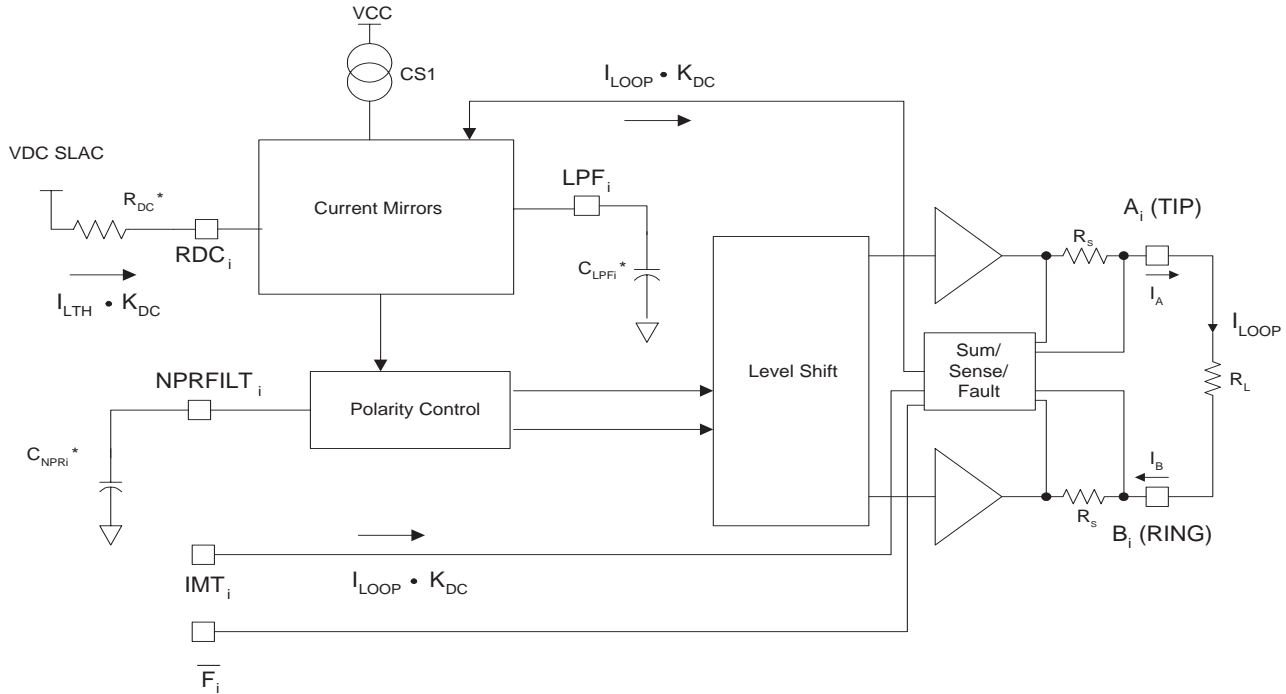 VCC
CS1
I_LOOP • K_DC
VDC SLAC
R_DC*
RDC_i
I_LTH • K_DC
Current Mirrors
LPF_i
C_LPFi*
A_i (TIP)
R_S
I_A
I_LOOP
R_L
Level Shift
Sum/
Sense/
Fault
NPRFILT_i
Polarity Control
C_NPRi*
I_B
R_S
B_i (RING)
IMT_i
I_LOOP • K_DC
F̅_i